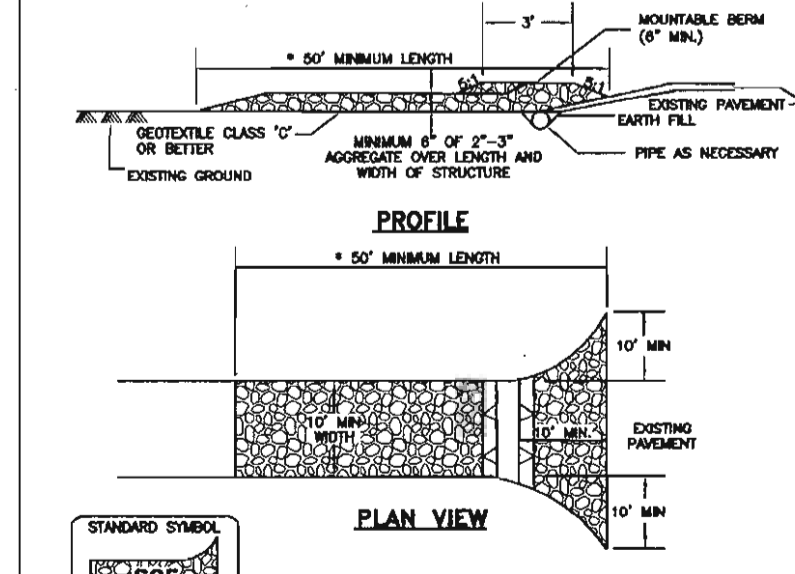 3'
MOUNTABLE BERM
(6" MIN.)
* 50' MINIMUM LENGTH
5:1
5:1
EXISTING PAVEMENT
EARTH FILL
GEOTEXTILE CLASS 'C'
OR BETTER
MINIMUM 6" OF 2"-3"
AGGREGATE OVER LENGTH AND
WIDTH OF STRUCTURE
PIPE AS NECESSARY
EXISTING GROUND
PROFILE
* 50' MINIMUM LENGTH
10' MIN
10' MIN
WIDTH
10' MIN.
EXISTING
PAVEMENT
10' MIN
PLAN VIEW
STANDARD SYMBOL